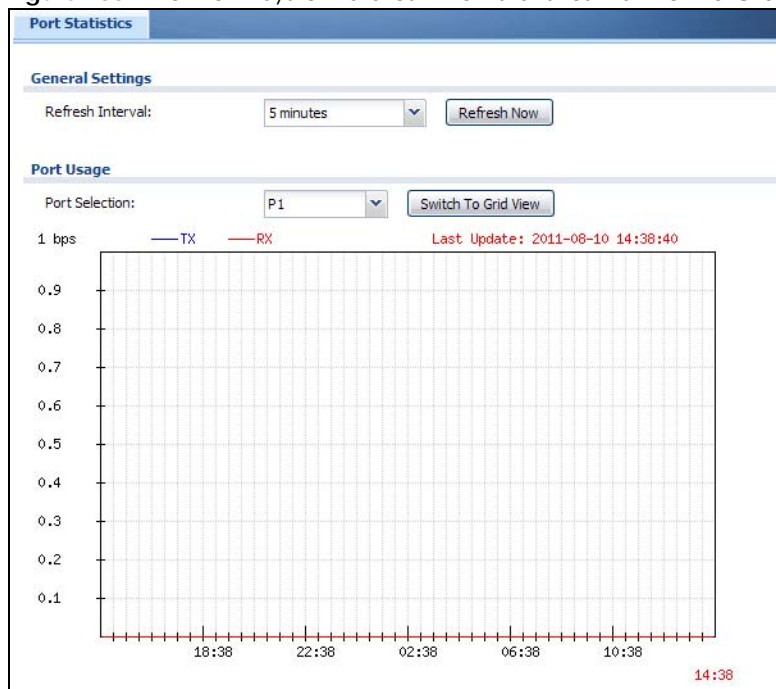 Port Statistics
General Settings
Refresh Interval: 5 minutes Refresh Now
Port Usage
Port Selection: P1 Switch To Grid View
1 bps TX RX Last Update: 2011-08-10 14:38:40
0.9
0.8
0.7
0.6
0.5
0.4
0.3
0.2
0.1
18:38 22:38 02:38 06:38 10:38
14:38